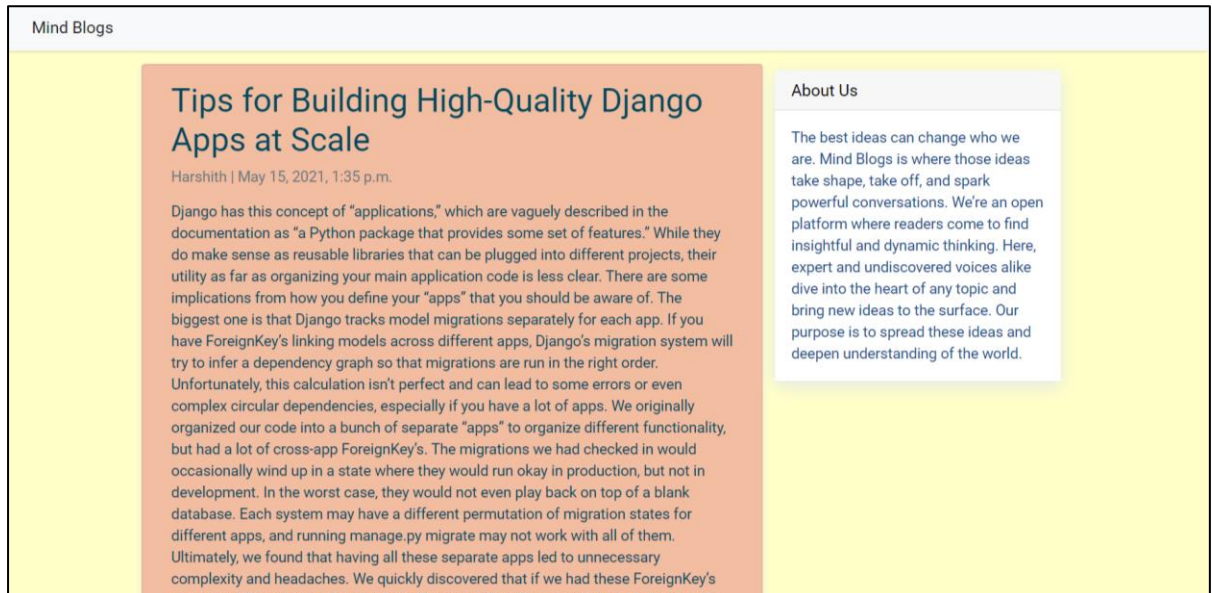 Mind Blogs
Tips for Building High-Quality Django
Apps at Scale
Harshith | May 15, 2021, 1:35 p.m.
Django has this concept of “applications,” which are vaguely described in the
documentation as “a Python package that provides some set of features.” While they
do make sense as reusable libraries that can be plugged into different projects, their
utility as far as organizing your main application code is less clear. There are some
implications from how you define your “apps” that you should be aware of. The
biggest one is that Django tracks model migrations separately for each app. If you
have ForeignKey’s linking models across different apps, Django’s migration system will
try to infer a dependency graph so that migrations are run in the right order.
Unfortunately, this calculation isn’t perfect and can lead to some errors or even
complex circular dependencies, especially if you have a lot of apps. We originally
organized our code into a bunch of separate “apps” to organize different functionality,
but had a lot of cross-app ForeignKey’s. The migrations we had checked in would
occasionally wind up in a state where they would run okay in production, but not in
development. In the worst case, they would not even play back on top of a blank
database. Each system may have a different permutation of migration states for
different apps, and running manage.py migrate may not work with all of them.
Ultimately, we found that having all these separate apps led to unnecessary
complexity and headaches. We quickly discovered that if we had these ForeignKey’s
About Us
The best ideas can change who we
are. Mind Blogs is where those ideas
take shape, take off, and spark
powerful conversations. We’re an open
platform where readers come to find
insightful and dynamic thinking. Here,
expert and undiscovered voices alike
dive into the heart of any topic and
bring new ideas to the surface. Our
purpose is to spread these ideas and
deepen understanding of the world.